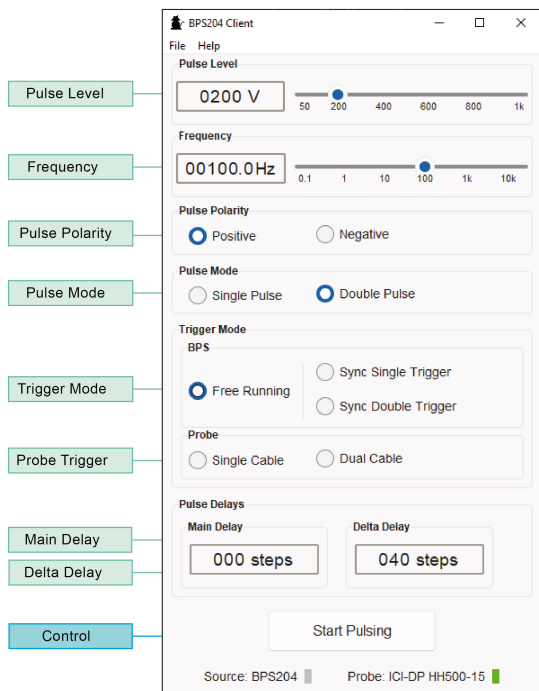 BPS204 Client
File Help
Pulse Level
Pulse Level
0200 V
50 200 400 600 800 1k
Frequency
Frequency
00100.0Hz
0.1 1 10 100 1k 10k
Pulse Polarity
Pulse Polarity
Positive
Negative
Pulse Mode
Pulse Mode
Single Pulse
Double Pulse
Trigger Mode
BPS
Trigger Mode
Free Running
Sync Single Trigger
Sync Double Trigger
Probe
Probe Trigger
Single Cable
Dual Cable
Pulse Delays
Main Delay
Delta Delay
Main Delay
000 steps
040 steps
Delta Delay
Control
Start Pulsing
Source: BPS204
Probe: ICI-DP HH500-15